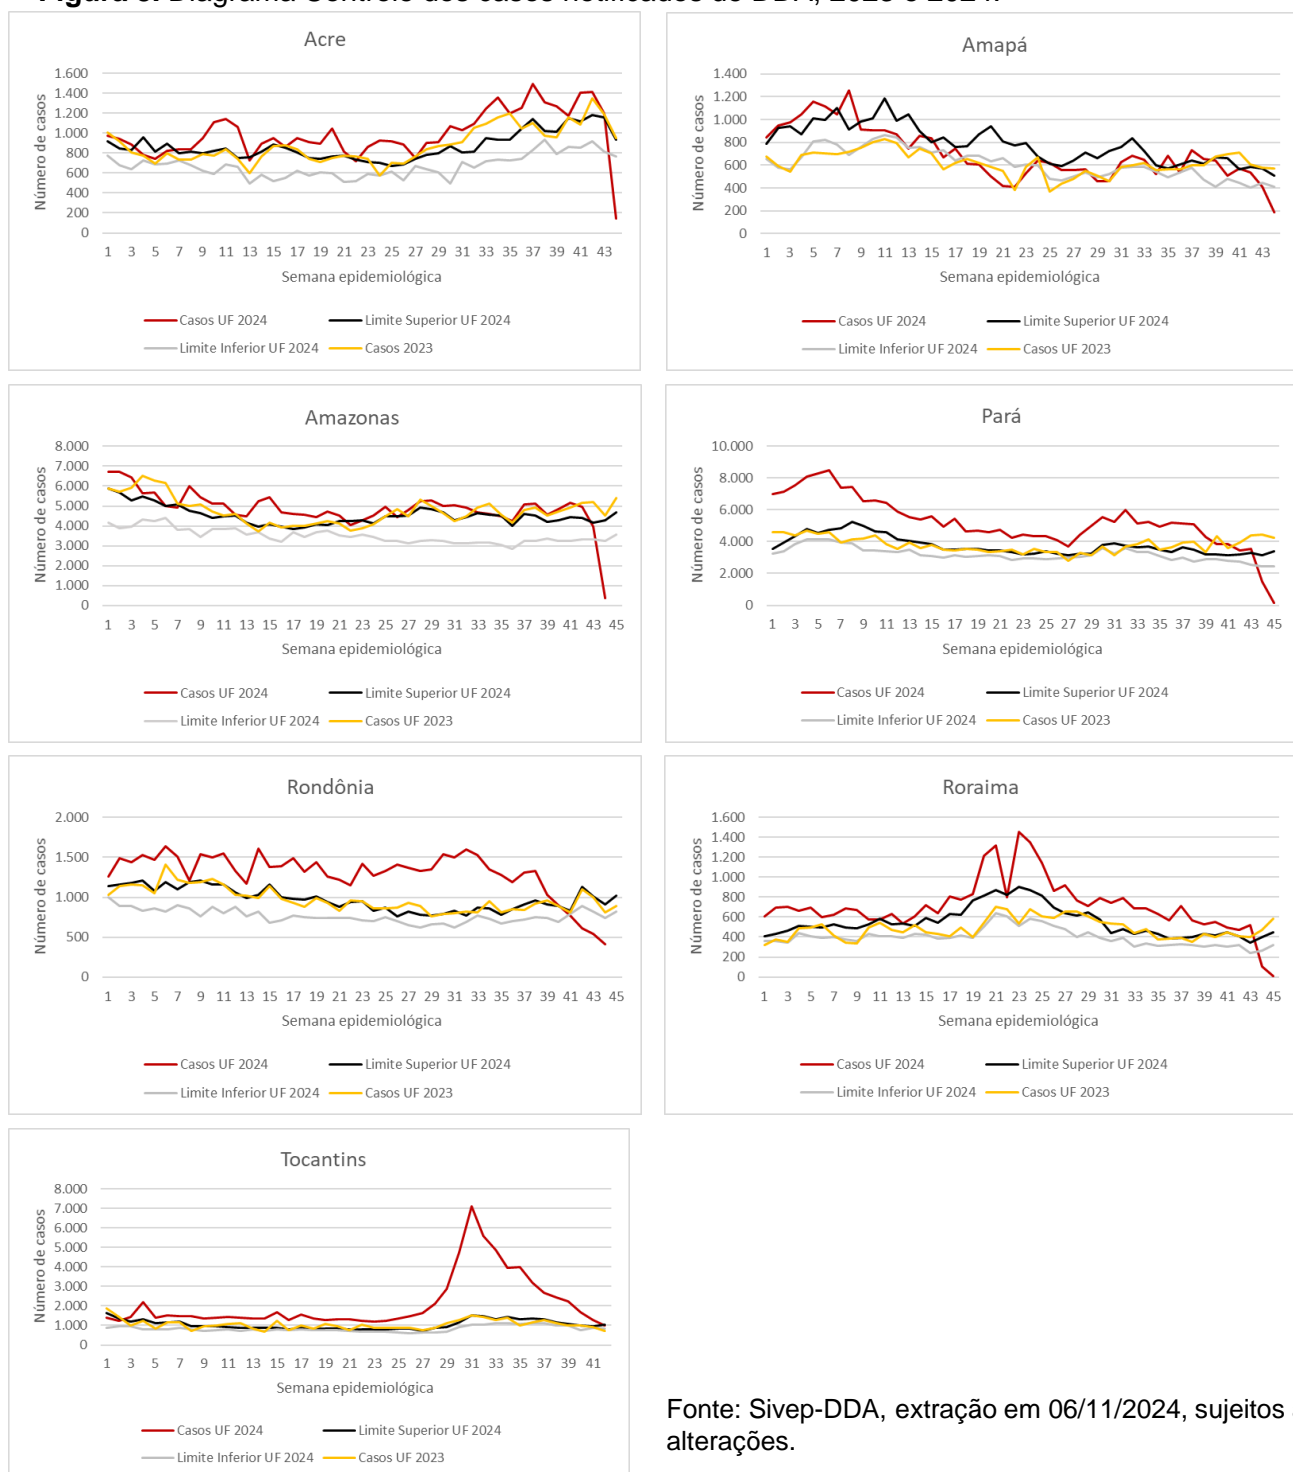 Figura Diagrama Controle dos casos notificados de DDA, 2023 e 2024.
Acre
Número de casos
1.600
1.400
1.200
1.000
800
600
400
200
0
1 3 5 7 9 11 13 15 17 19 21 23 25 27 29 31 33 35 37 39 41 43
Semana epidemiológica
Casos UF 2024 Limite Superior UF 2024
Limite Inferior UF 2024 Casos 2023
Amapá
Número de casos
1.400
1.200
1.000
800
600
400
200
0
1 3 5 7 9 11 13 15 17 19 21 23 25 27 29 31 33 35 37 39 41 43
Semana epidemiológica
Casos UF 2024 Limite Superior UF 2024
Limite Inferior UF 2024 Casos UF 2023
Amazonas
Número de casos
8.000
7.000
6.000
5.000
4.000
3.000
2.000
1.000
0
1 3 5 7 9 11 13 15 17 19 21 23 25 27 29 31 33 35 37 39 41 43 45
Semana epidemiológica
Casos UF 2024 Limite Superior UF 2024
Limite Inferior UF 2024 Casos UF 2023
Pará
Número de casos
10.000
8.000
6.000
4.000
2.000
0
1 3 5 7 9 11 13 15 17 19 21 23 25 27 29 31 33 35 37 39 41 43 45
Semana epidemiológica
Casos UF 2024 Limite Superior UF 2024
Limite Inferior UF 2024 Casos UF 2023
Rondônia
Número de casos
2.000
1.500
1.000
500
0
1 3 5 7 9 11 13 15 17 19 21 23 25 27 29 31 33 35 37 39 41 43 45
Semana epidemiológica
Casos UF 2024 Limite Superior UF 2024
Limite Inferior UF 2024 Casos UF 2023
Roraima
Número de casos
1.600
1.400
1.200
1.000
800
600
400
200
0
1 3 5 7 9 11 13 15 17 19 21 23 25 27 29 31 33 35 37 39 41 43 45
Semana epidemiológica
Casos UF 2024 Limite Superior UF 2024
Limite Inferior UF 2024 Casos UF 2023
Tocantins
Número de casos
8.000
7.000
6.000
5.000
4.000
3.000
2.000
1.000
0
1 3 5 7 9 11 13 15 17 19 21 23 25 27 29 31 33 35 37 39 41
Semana epidemiológica
Casos UF 2024 Limite Superior UF 2024
Limite Inferior UF 2024 Casos UF 2023
Fonte: Sivep-DDA, extração em 06/11/2024, sujeitos
alterações.